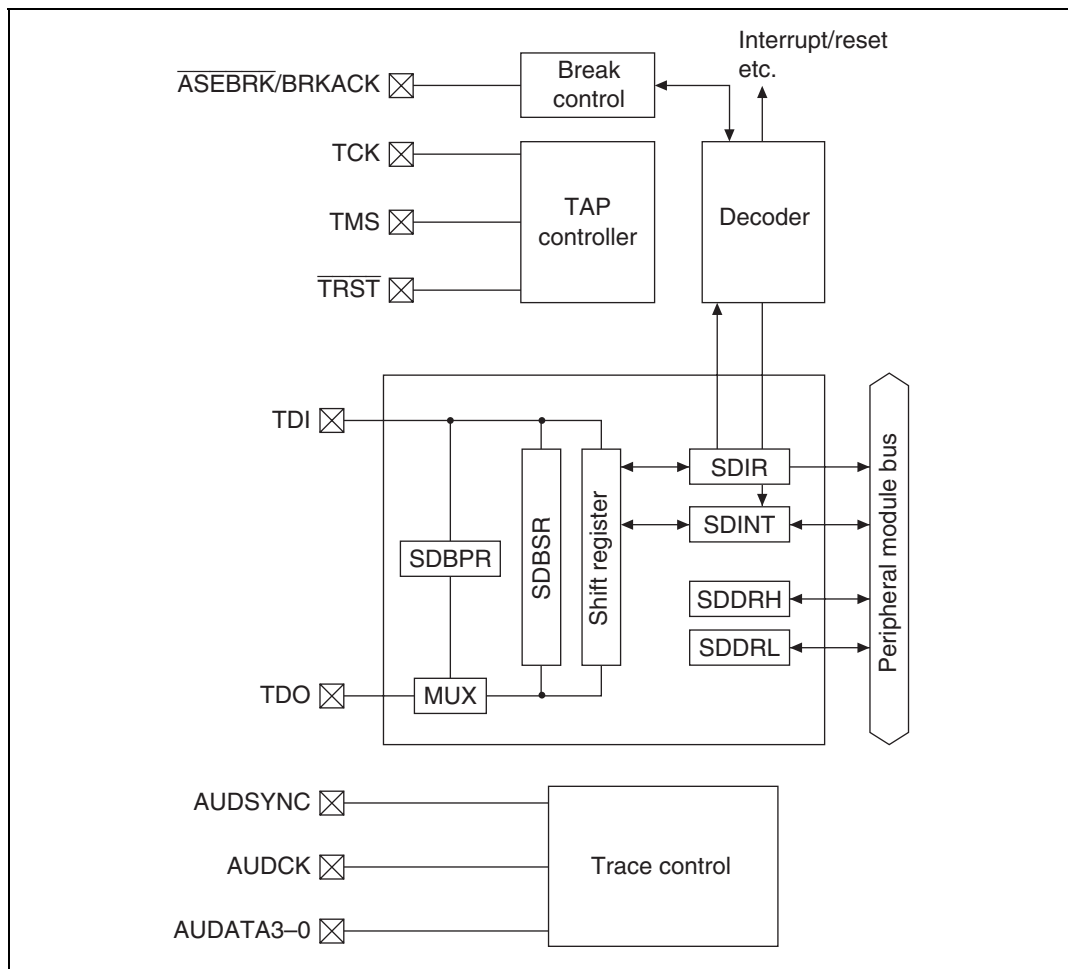 Interrupt/reset
etc.
ASEBRK/BRKACK
Break
control
TCK
TMS
TRST
TAP
controller
Decoder
TDI
SDBPR
SDBSR
Shift register
SDIR
SDINT
SDDRH
SDDRL
Peripheral module bus
TDO
MUX
AUDSYNC
AUDCK
AUDATA3–0
Trace control